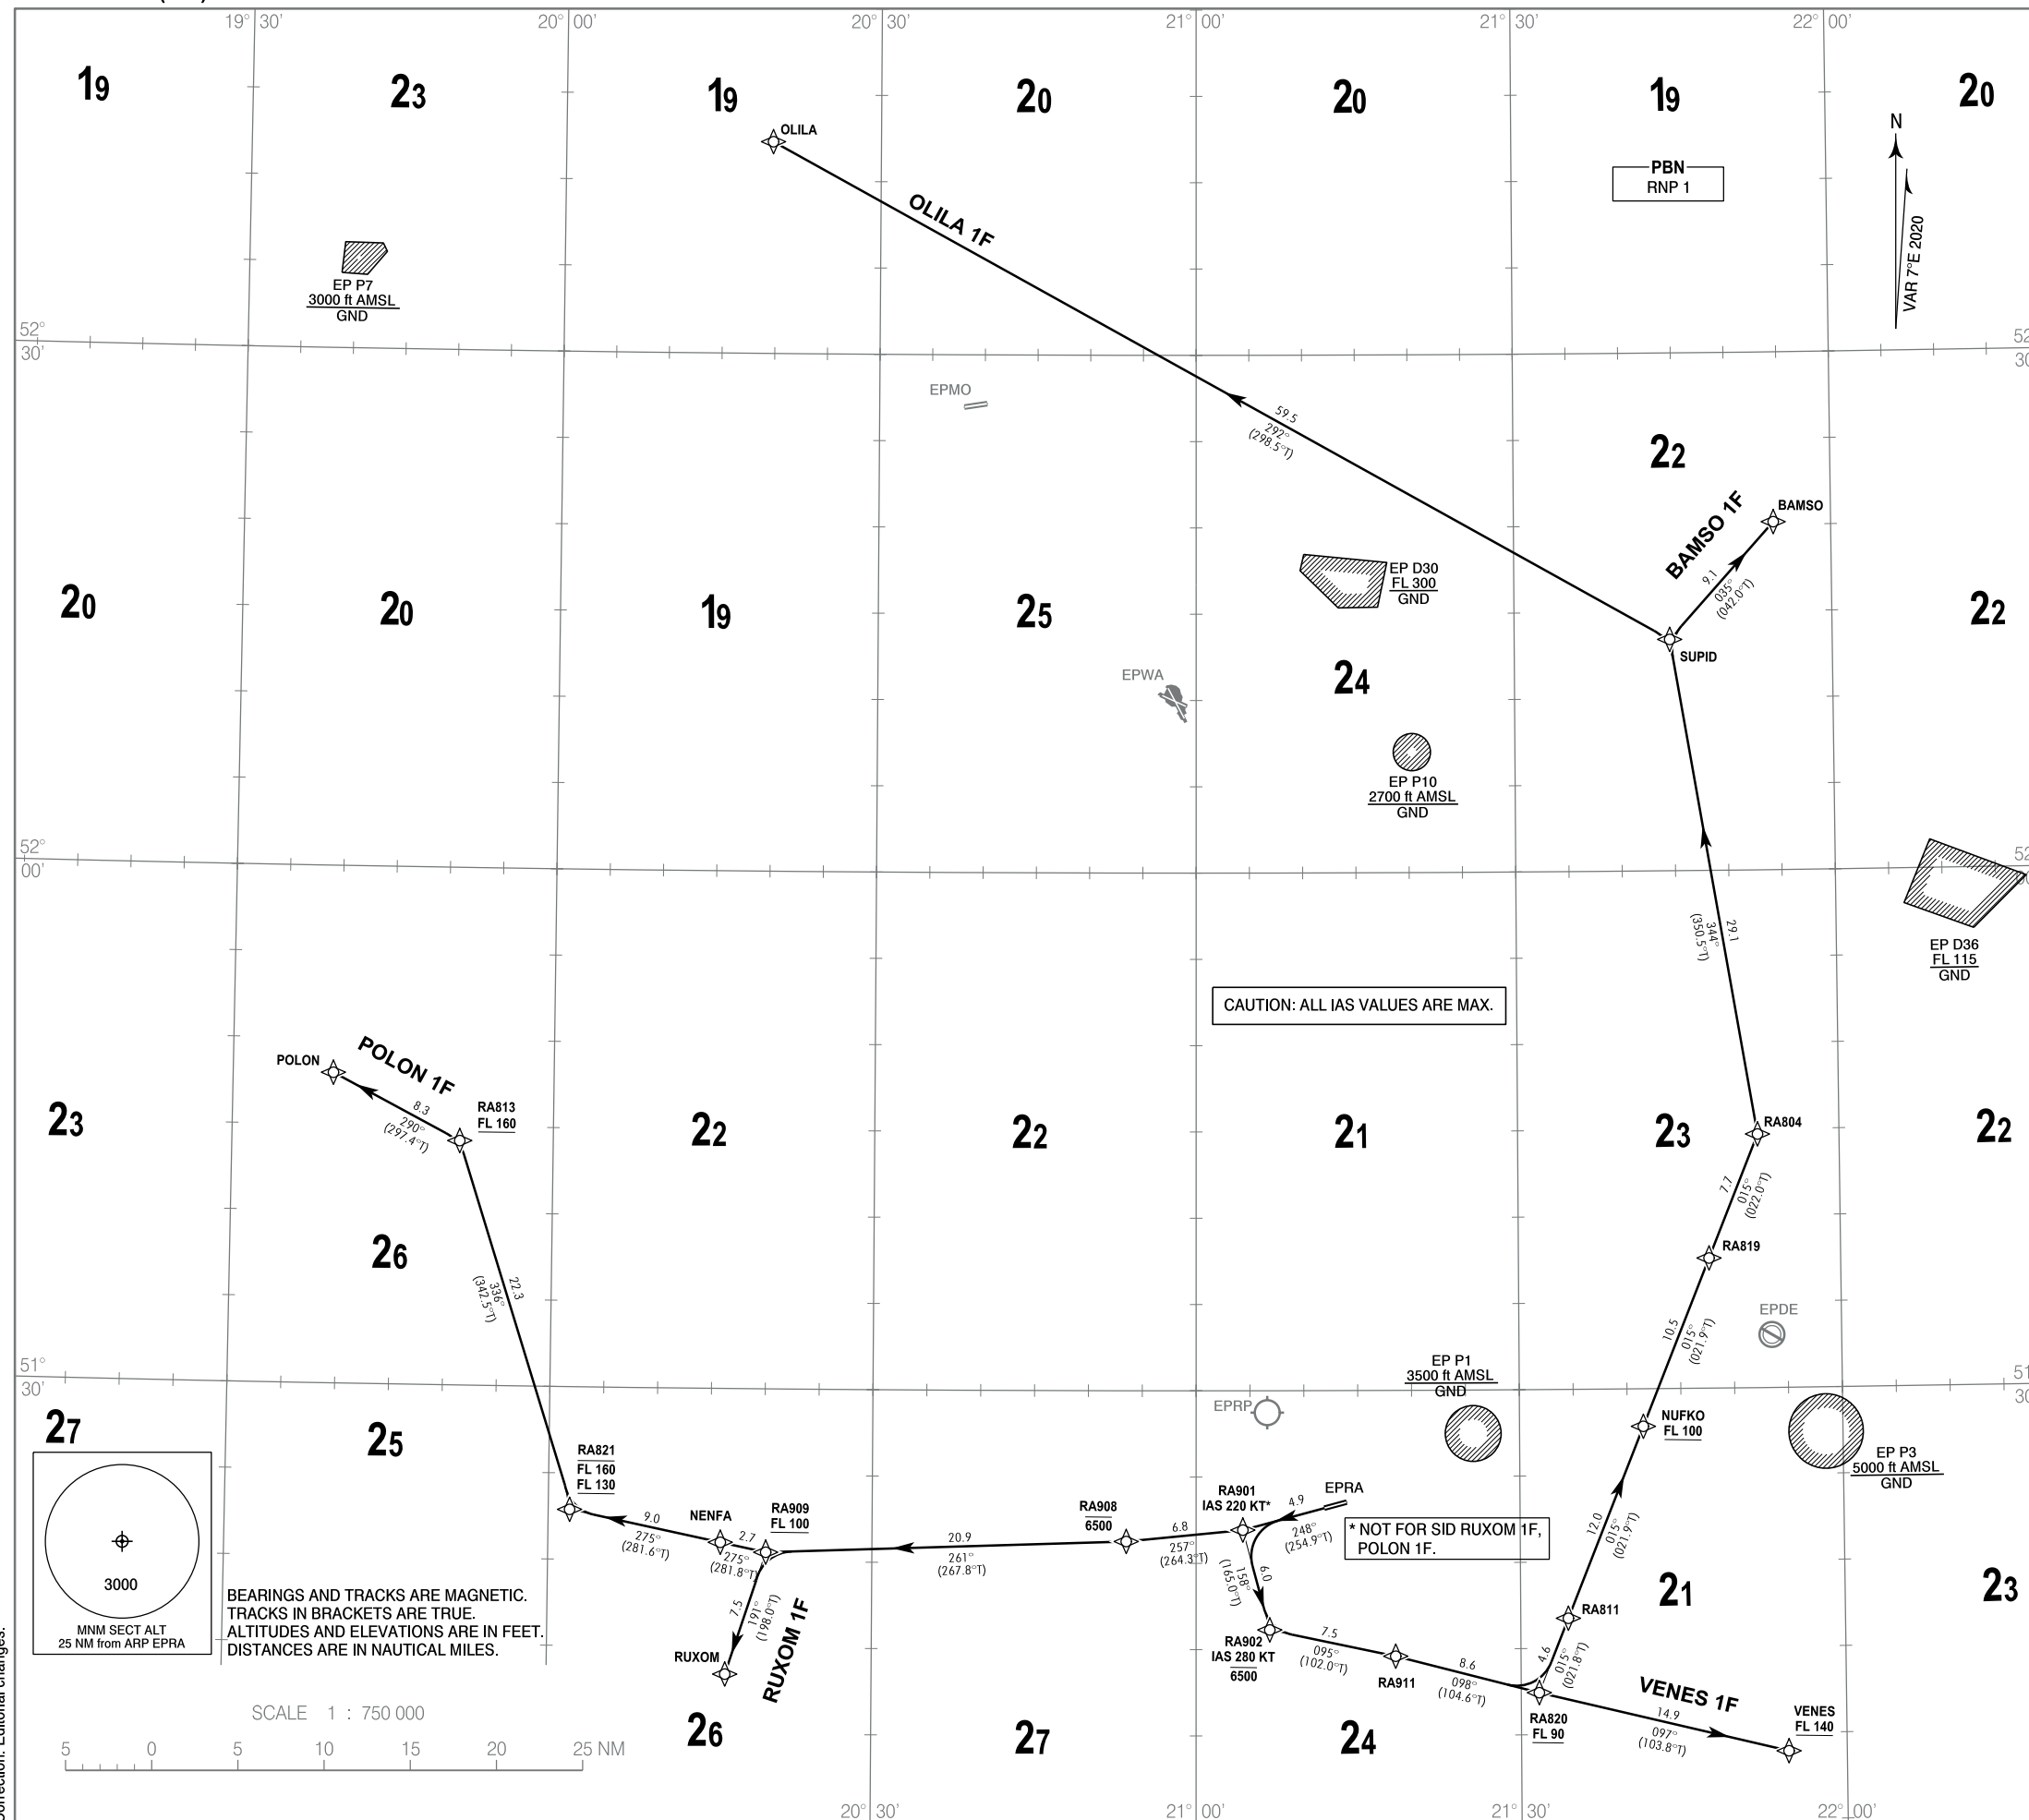 19° 30'
20° 00'
20° 30'
21° 00'
21° 30'
22° 00'
19
23
19
20
20
19
20
OLILA
N
PBN
RNP 1
VAR 7°E 2020
OLILA 1F
EP P7
3000 ft AMSL
GND
52°
30'
EPMO
59.5
292°
(298.5°T)
22
BAMSO 1F
BAMSO
9.1
035°
(042.0°T)
EP D30
FL 300
GND
20
20
19
25
22
SUPID
EPWA
24
EP P10
2700 ft AMSL
GND
52°
00'
29.1
344°
(350.5°T)
EP D36
FL 115
GND
CAUTION: ALL IAS VALUES ARE MAX.
POLON
POLON 1F
8.3
290°
(297.4°T)
RA813
FL 160
23
22
22
21
23
RA804
22
7.7
015°
(022.0°T)
26
RA819
22.3
336°
(342.5°T)
10.5
015°
(021.9°T)
EPDE
51°
30'
EP P1
3500 ft AMSL
GND
EPRP
27
25
NUFKO
FL 100
EP P3
5000 ft AMSL
GND
RA821
FL 160
FL 130
9.0
275°
(281.6°T)
NENFA
2.7
275°
(281.8°T)
RA909
FL 100
20.9
261°
(267.8°T)
RA908
6500
6.8
257°
(264.3°T)
RA901
IAS 220 KT*
4.9
248°
(254.9°T)
EPRA
* NOT FOR SID RUXOM 1F,
POLON 1F.
12.0
015°
(021.9°T)
6.0
158°
(165.0°T)
3000
MNM SECT ALT
25 NM from ARP EPRA
BEARINGS AND TRACKS ARE MAGNETIC.
TRACKS IN BRACKETS ARE TRUE.
ALTITUDES AND ELEVATIONS ARE IN FEET.
DISTANCES ARE IN NAUTICAL MILES.
7.5
191°
(198.0°T)
RUXOM 1F
RUXOM
RA902
IAS 280 KT
6500
7.5
095°
(102.0°T)
RA911
8.6
098°
(104.6°T)
4.6
015°
(021.8°T)
RA811
21
23
RA820
FL 90
VENES 1F
14.9
097°
(103.8°T)
VENES
FL 140
SCALE 1 : 750 000
5 0 5 10 15 20 25 NM
26
27
24
20° 30'
21° 00'
21° 30'
22° 00'
Correction: Editorial changes.